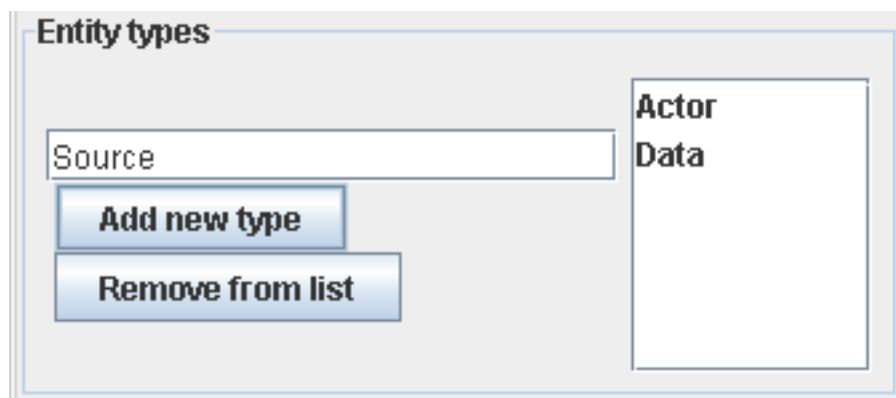 Entity types
Source
Add new type
Remove from list
Actor
Data